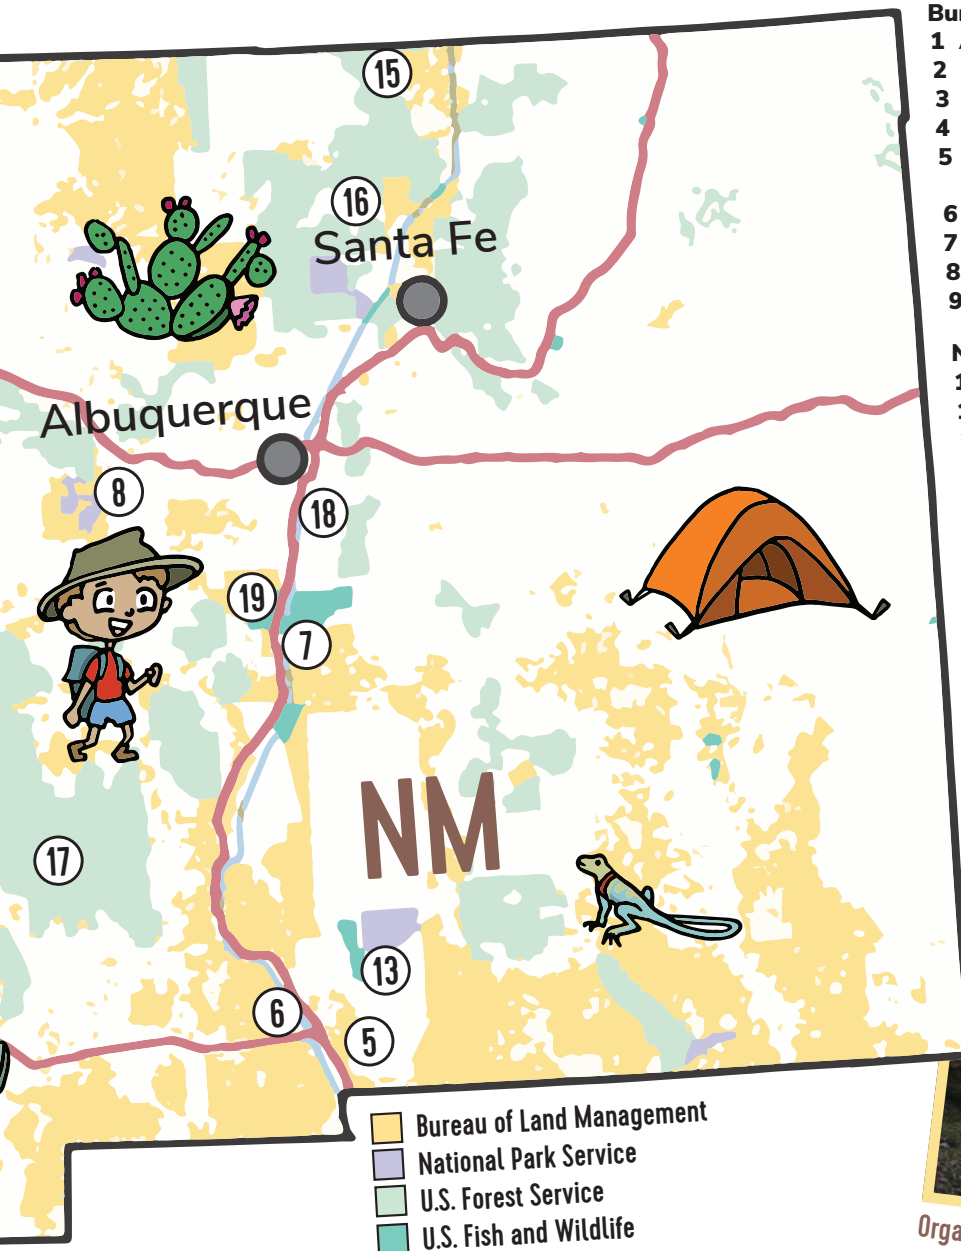 15
16
Santa Fe
Albuquerque
8
18
19
7
NM
17
13
6
5
Bureau of Land Management
National Park Service
U.S. Forest Service
U.S. Fish and Wildlife
1
2
3
4
5
6
7
8
9